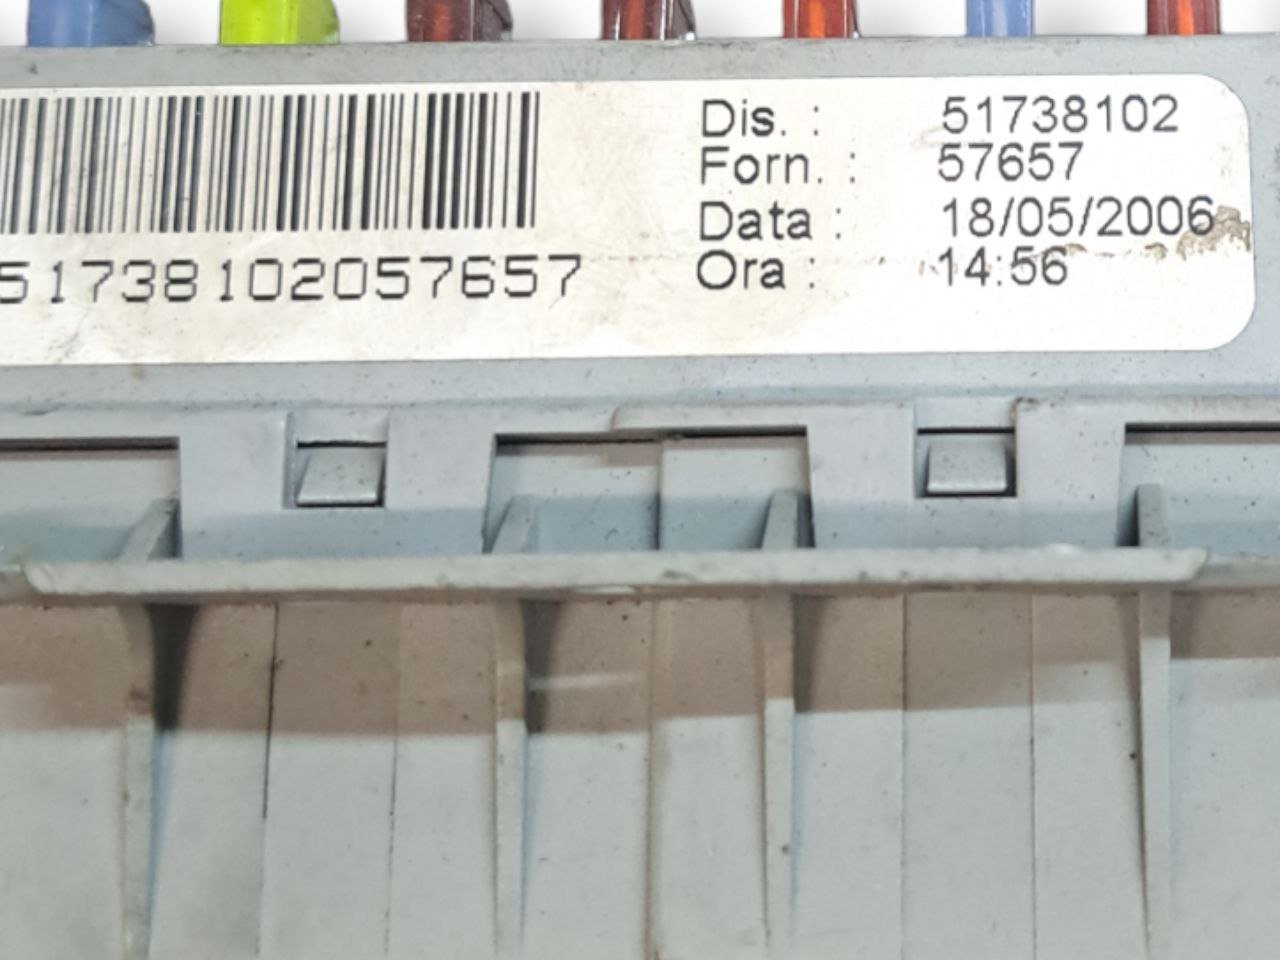 Dis. : 51738102
Forn. : 57657
Data : 18/05/2006
Ora : 14:56
51738102057657